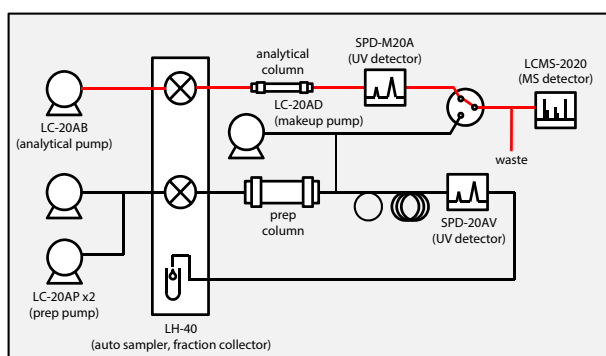 SPD-M20A
(UV detector)
analytical
column
LCMS-2020
(MS detector)
LC-20AB
(analytical pump)
LC-20AD
(makeup pump)
waste
prep
column
SPD-20AV
(UV detector)
LC-20AP x2
(prep pump)
LH-40
(auto sampler, fraction collector)